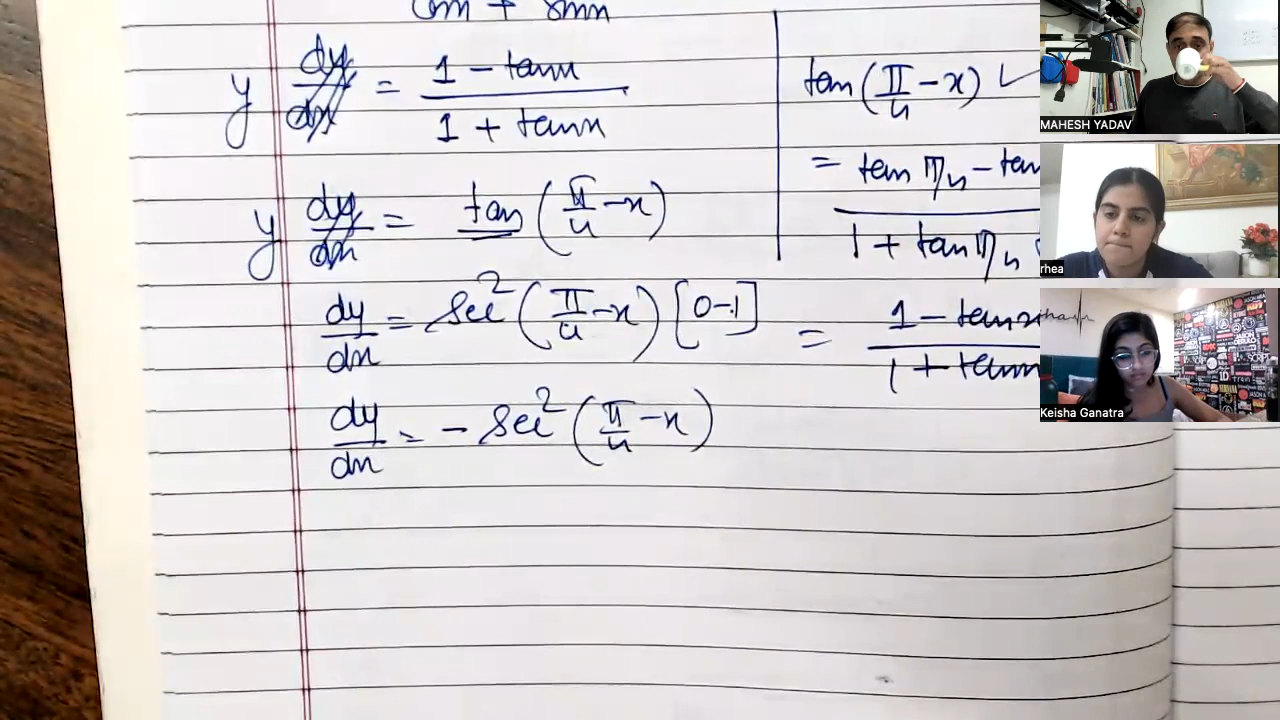 y dy/dx = 1 - tanx / 1 + tanx
y dy/dx = tan (π/4 - x)
dy/dx = sec² (π/4 - x) [0-1]
dy/dx = - sec² (π/4 - x)
tan (π/4 - x) ✓
= tan π/4 - tan
1 + tan π/4
= 1 - tanx / 1 + tanx
MAHESH YADAV
rhea
Keisha Ganatra